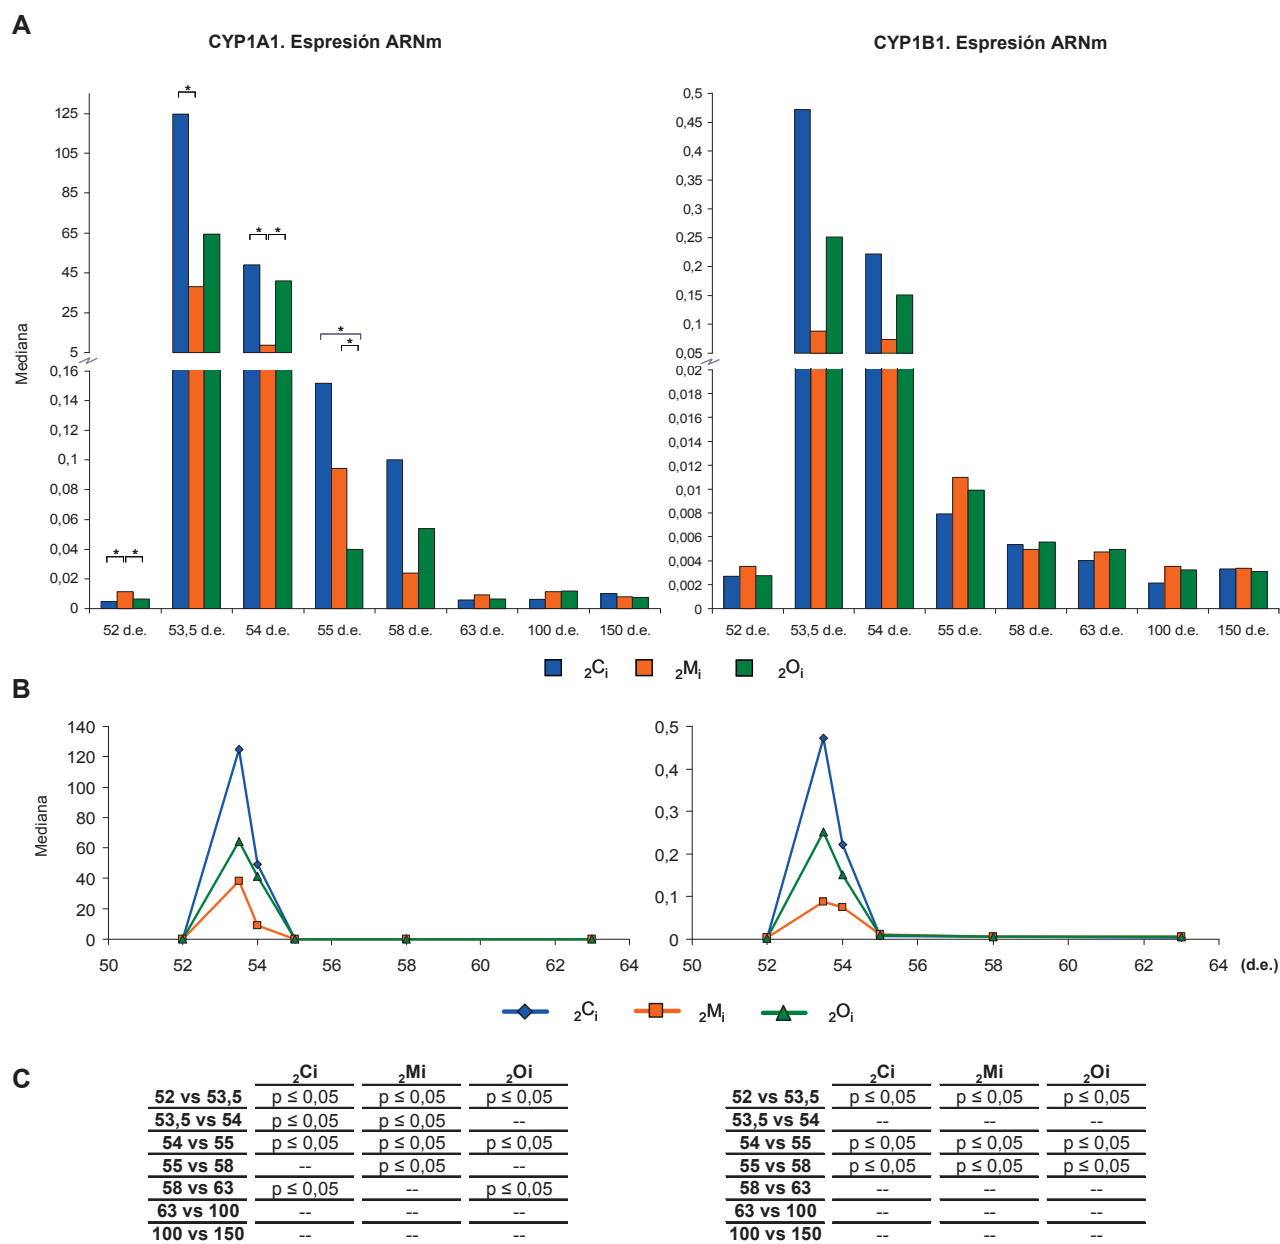 A
CYP1A1. Espresión ARNm
CYP1B1. Espresión ARNm
Mediana
125
105
85
65
45
25
5
0,16
0,14
0,12
0,1
0,08
0,06
0,04
0,02
0
* * * * * * * *
52 d.e. 53,5 d.e. 54 d.e. 55 d.e. 58 d.e. 63 d.e. 100 d.e. 150 d.e.
0,5
0,45
0,4
0,35
0,3
0,25
0,2
0,15
0,1
0,05
0,02
0,018
0,016
0,014
0,012
0,01
0,008
0,006
0,004
0,002
0
52 d.e. 53,5 d.e. 54 d.e. 55 d.e. 58 d.e. 63 d.e. 100 d.e. 150 d.e.
₂Cᵢ ₂Mᵢ ₂Oᵢ
B
Mediana
140
120
100
80
60
40
20
0
50 52 54 56 58 60 62 64
0,5
0,4
0,3
0,2
0,1
0
50 52 54 56 58 60 62 64 (d.e.)
₂Cᵢ ₂Mᵢ ₂Oᵢ
C
₂Ci ₂Mi ₂Oi
52 vs 53,5 p ≤ 0,05 p ≤ 0,05 p ≤ 0,05
53,5 vs 54 p ≤ 0,05 p ≤ 0,05 --
54 vs 55 p ≤ 0,05 p ≤ 0,05 p ≤ 0,05
55 vs 58 -- p ≤ 0,05 --
58 vs 63 p ≤ 0,05 -- p ≤ 0,05
63 vs 100 -- -- --
100 vs 150 -- -- --
₂Ci ₂Mi ₂Oi
52 vs 53,5 p ≤ 0,05 p ≤ 0,05 p ≤ 0,05
53,5 vs 54 -- -- --
54 vs 55 p ≤ 0,05 p ≤ 0,05 p ≤ 0,05
55 vs 58 p ≤ 0,05 p ≤ 0,05 p ≤ 0,05
58 vs 63 -- -- --
63 vs 100 -- -- --
100 vs 150 -- -- --